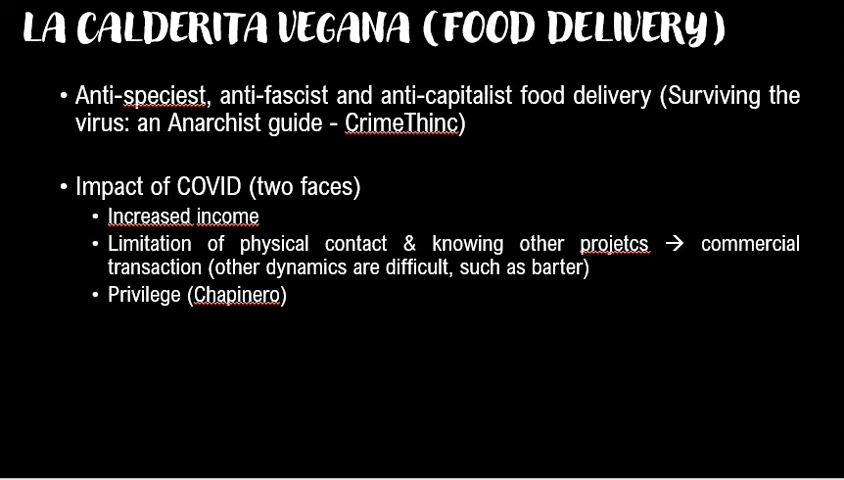 LA CALDERITA VEGANA (FOOD DELIVERY)
• Anti-speciest, anti-fascist and anti-capitalist food delivery (Surviving the
virus: an Anarchist guide - CrimeThinc)
• Impact of COVID (two faces)
• Increased income
• Limitation of physical contact & knowing other projetcs → commercial
transaction (other dynamics are difficult, such as barter)
• Privilege (Chapinero)